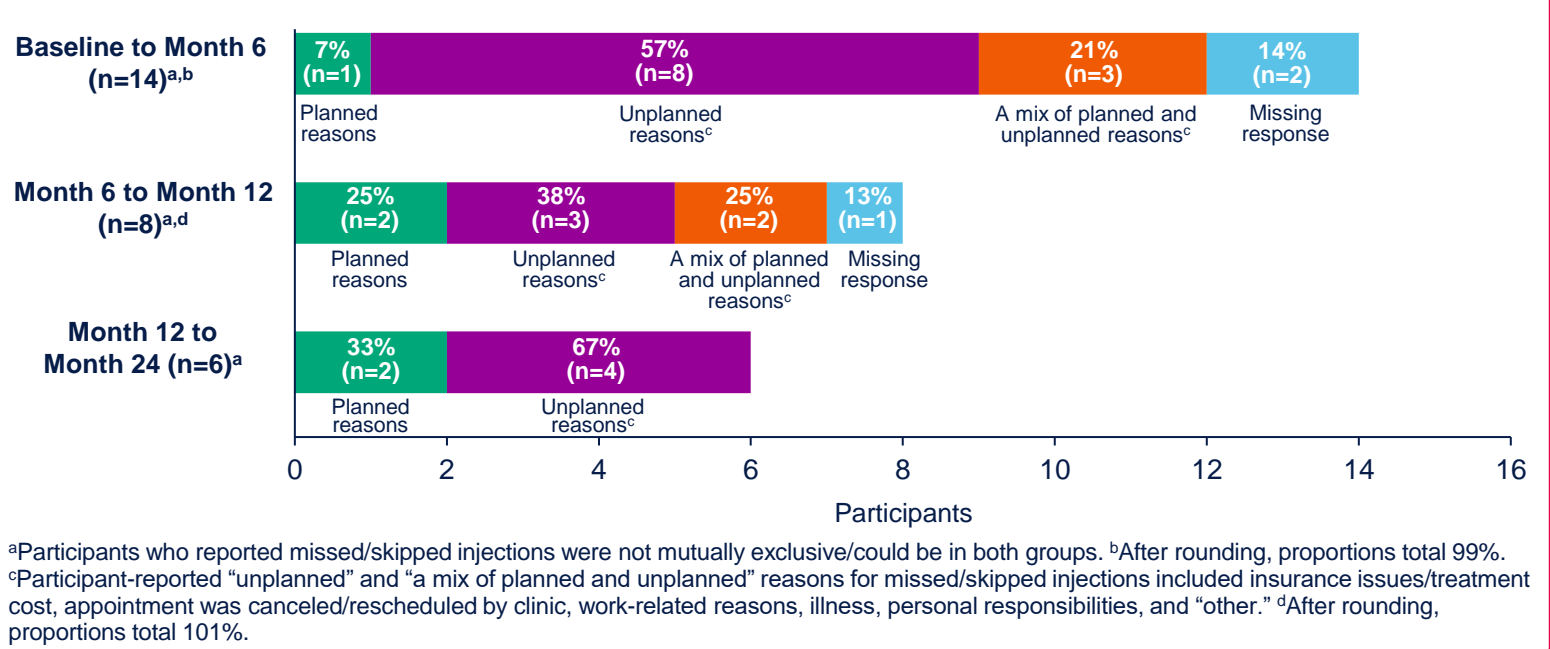 Baseline to Month 6
(n=14)a,b
7%
(n=1)
57%
(n=8)
21%
(n=3)
14%
(n=2)
Planned
reasons
Unplanned
reasonsc
A mix of planned and
unplanned reasonsc
Missing
response
Month 6 to Month 12
(n=8)a,d
25%
(n=2)
38%
(n=3)
25%
(n=2)
13%
(n=1)
Planned
reasons
Unplanned
reasonsc
A mix of planned
and unplanned
reasonsc
Missing
response
Month 12 to
Month 24 (n=6)a
33%
(n=2)
67%
(n=4)
Planned
reasons
Unplanned
reasonsc
0 2 4 6 8 10 12 14 16
Participants
aParticipants who reported missed/skipped injections were not mutually exclusive/could be in both groups. bAfter rounding, proportions total 99%.
cParticipant-reported “unplanned” and “a mix of planned and unplanned” reasons for missed/skipped injections included insurance issues/treatment
cost, appointment was canceled/rescheduled by clinic, work-related reasons, illness, personal responsibilities, and “other.” dAfter rounding,
proportions total 101%.